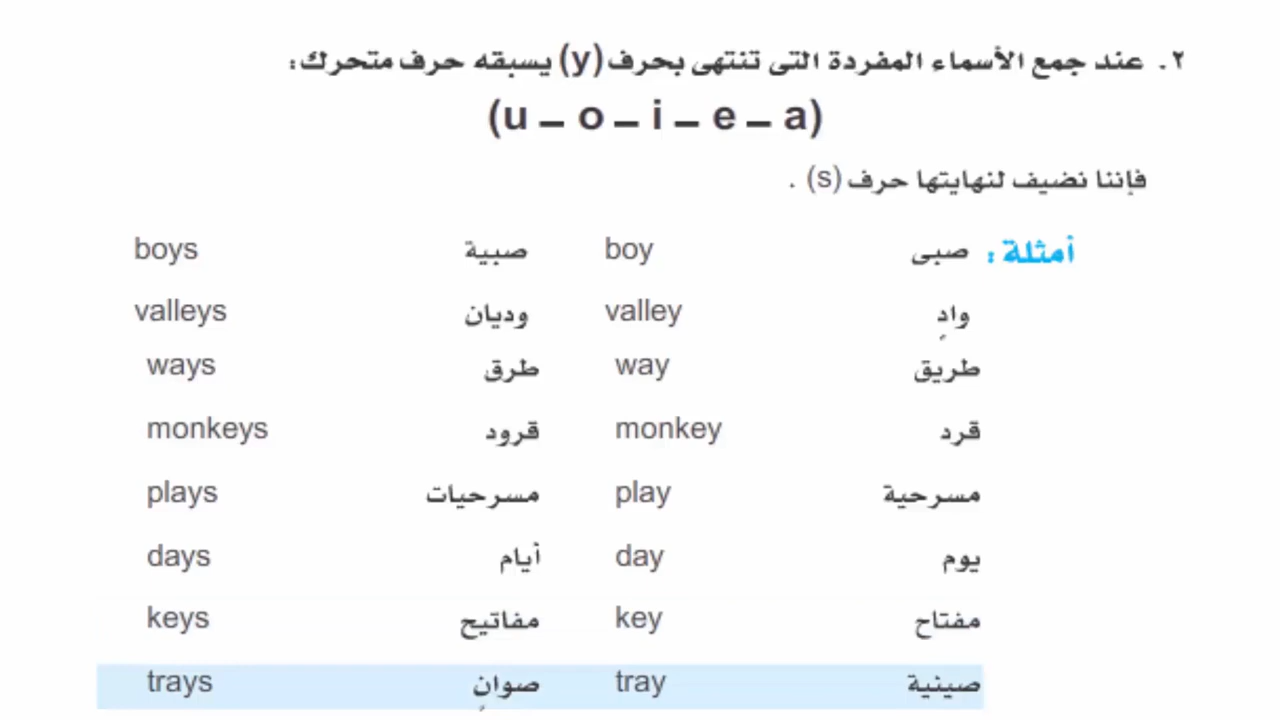 ٢. عند جمع الأسماء المفردة التى تنتهى بحرف (y) يسبقه حرف متحرك:
(u – o – i – e – a)
فإننا نضيف لنهايتها حرف (s) .
أمثلة : صبى boy صبية boys
وادٍ valley وديان valleys
طريق way طرق ways
قرد monkey قرود monkeys
مسرحية play مسرحيات plays
يوم day أيام days
مفتاح key مفاتيح keys
صينية tray صوانٍ trays